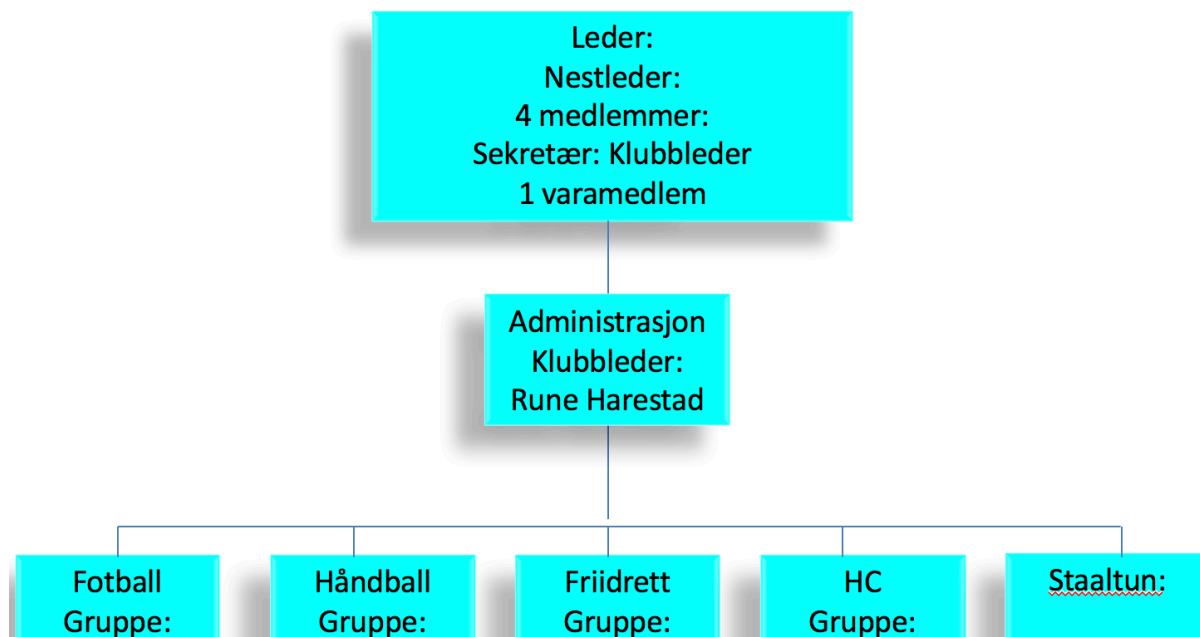 Leder:
Nestleder:
4 medlemmer:
Sekretær: Klubbleder
1 varamedlem
Administrasjon
Klubbleder:
Rune Harestad
Fotball
Gruppe:
Håndball
Gruppe:
Friidrett
Gruppe:
HC
Gruppe:
Staaltun: